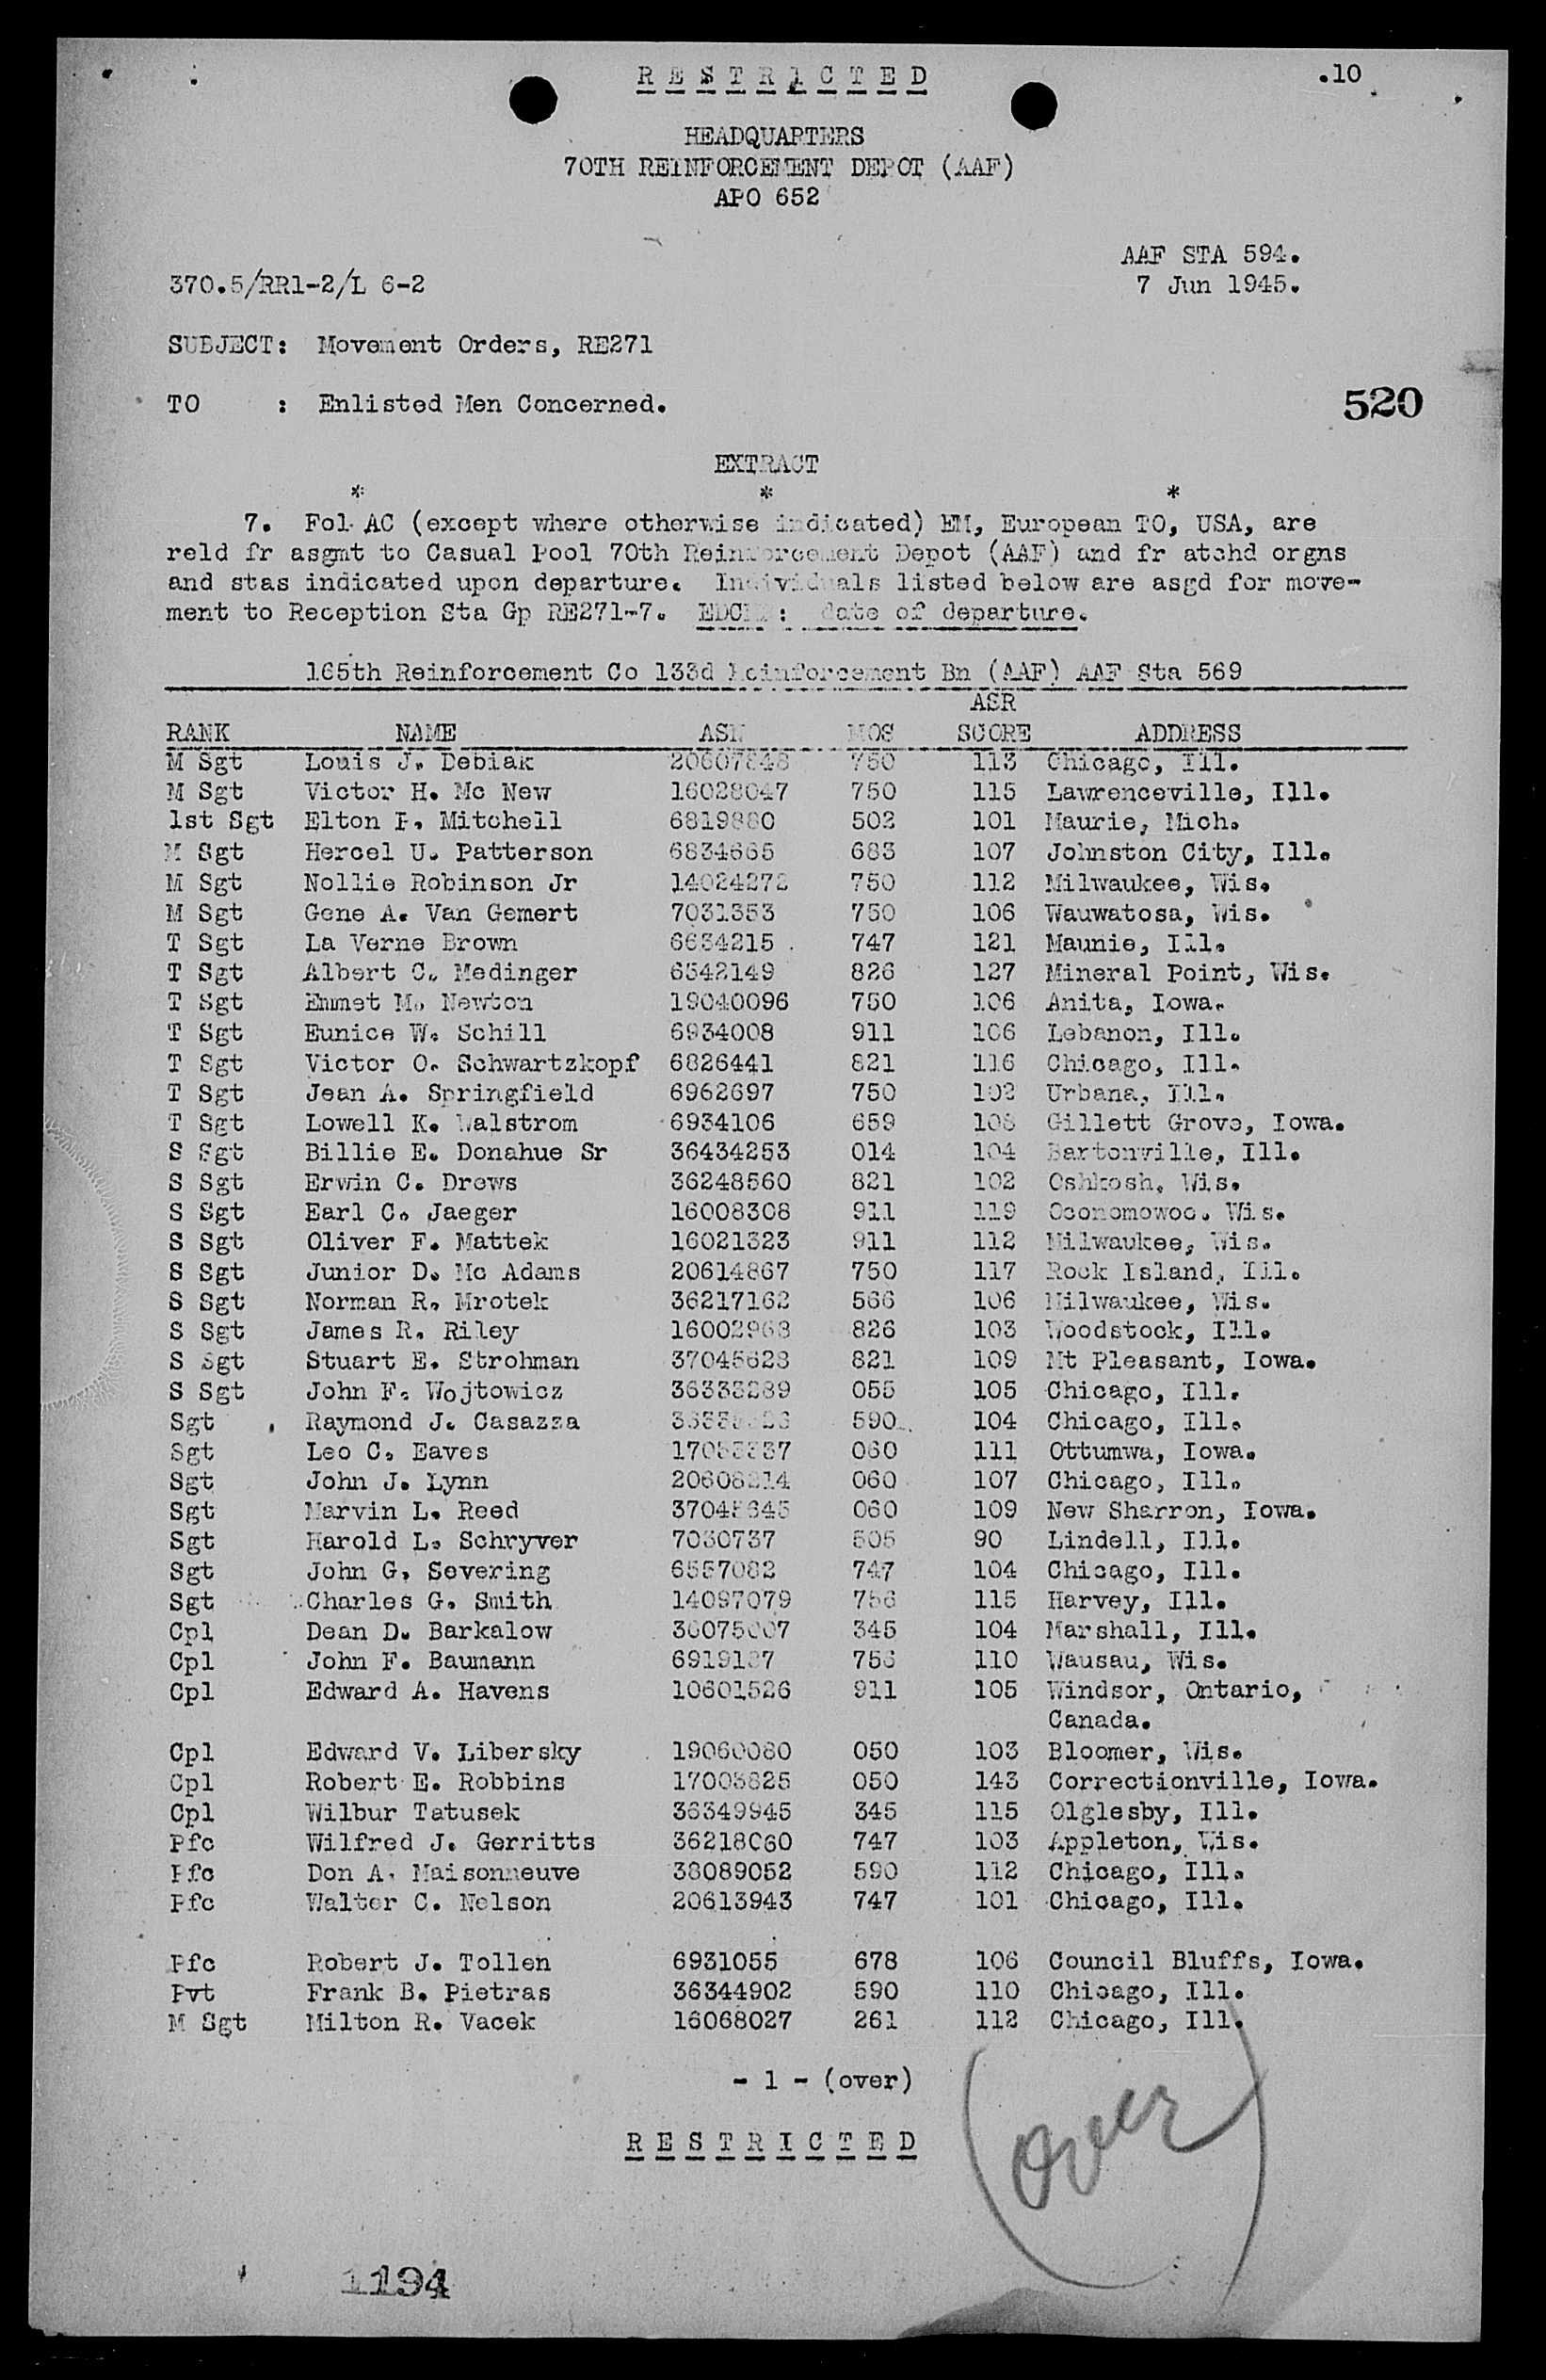 R E S T R I C T E D
.10
HEADQUARTERS
70TH REINFORCEMENT DEPOT (AAF)
APO 652
AAF STA 594.
370.5/RR1-2/L 6-2
7 Jun 1945.
SUBJECT: Movement Orders, RE271
TO : Enlisted Men Concerned.
520
EXTRACT
* * *
7. Fol AC (except where otherwise indicated) EM, European TO, USA, are
reld fr asgmt to Casual Pool 70th Reinforcement Depot (AAF) and fr atchd orgns
and stas indicated upon departure. Individuals listed below are asgd for move-
ment to Reception Sta Gp RE271-7. EDCMR: date of departure.
165th Reinforcement Co 133d Reinforcement Bn (AAF) AAF Sta 569
ASR
RANK NAME ASN MOS SCORE ADDRESS
M Sgt Louis J. Debiak 20607848 750 113 Chicago, Ill.
M Sgt Victor H. Mc New 16028047 750 115 Lawrenceville, Ill.
1st Sgt Elton P. Mitchell 6819880 502 101 Maurie, Mich.
M Sgt Hercel U. Patterson 6834665 683 107 Johnston City, Ill.
M Sgt Nollie Robinson Jr 14024272 750 112 Milwaukee, Wis.
M Sgt Gene A. Van Gemert 7031353 750 106 Wauwatosa, Wis.
T Sgt La Verne Brown 6634215 747 121 Maunie, Ill.
T Sgt Albert C. Medinger 6542149 826 127 Mineral Point, Wis.
T Sgt Emmet M. Newton 19040096 750 106 Anita, Iowa.
T Sgt Eunice W. Schill 6934008 911 106 Lebanon, Ill.
T Sgt Victor O. Schwartzkopf 6826441 821 116 Chicago, Ill.
T Sgt Jean A. Springfield 6962697 750 102 Urbana, Ill.
T Sgt Lowell K. Walstrom 6934106 659 108 Gillett Grove, Iowa.
S Sgt Billie E. Donahue Sr 36434253 014 104 Bartonville, Ill.
S Sgt Erwin C. Drews 36248560 821 102 Oshkosh, Wis.
S Sgt Earl C. Jaeger 16008308 911 119 Oconomowoc. Wis.
S Sgt Oliver F. Mattek 16021323 911 112 Milwaukee, Wis.
S Sgt Junior D. Mc Adams 20614867 750 117 Rock Island, Ill.
S Sgt Norman R. Mrotek 36217162 566 106 Milwaukee, Wis.
S Sgt James R. Riley 16002968 826 103 Woodstock, Ill.
S Sgt Stuart E. Strohman 37045623 821 109 Mt Pleasant, Iowa.
S Sgt John F. Wojtowicz 055 105 Chicago, Ill.
Sgt Raymond J. Casazza 590 104 Chicago, Ill.
Sgt Leo C. Eaves 060 111 Ottumwa, Iowa.
Sgt John J. Lynn 20608214 060 107 Chicago, Ill.
Sgt Marvin L. Reed 060 109 New Sharron, Iowa.
Sgt Harold L. Schryver 7030737 505 90 Lindell, Ill.
Sgt John G. Severing 6557082 747 104 Chicago, Ill.
Sgt Charles G. Smith 14097079 756 115 Harvey, Ill.
Cpl Dean D. Barkalow 36075007 345 104 Marshall, Ill.
Cpl John F. Baumann 756 110 Wausau, Wis.
Cpl Edward A. Havens 10601526 911 105 Windsor, Ontario,
Canada.
Cpl Edward V. Libersky 19060080 050 103 Bloomer, Wis.
Cpl Robert E. Robbins 17003825 050 143 Correctionville, Iowa.
Cpl Wilbur Tatusek 36349945 345 115 Olglesby, Ill.
Pfc Wilfred J. Gerritts 36218060 747 103 Appleton, Wis.
Pfc Don A. Maisonneuve 38089052 590 112 Chicago, Ill.
Pfc Walter C. Nelson 20613943 747 101 Chicago, Ill.
Pfc Robert J. Tollen 6931055 678 106 Council Bluffs, Iowa.
Pvt Frank B. Pietras 36344902 590 110 Chicago, Ill.
M Sgt Milton R. Vacek 16068027 261 112 Chicago, Ill.
- 1 - (over)
(over)
R E S T R I C T E D
1194